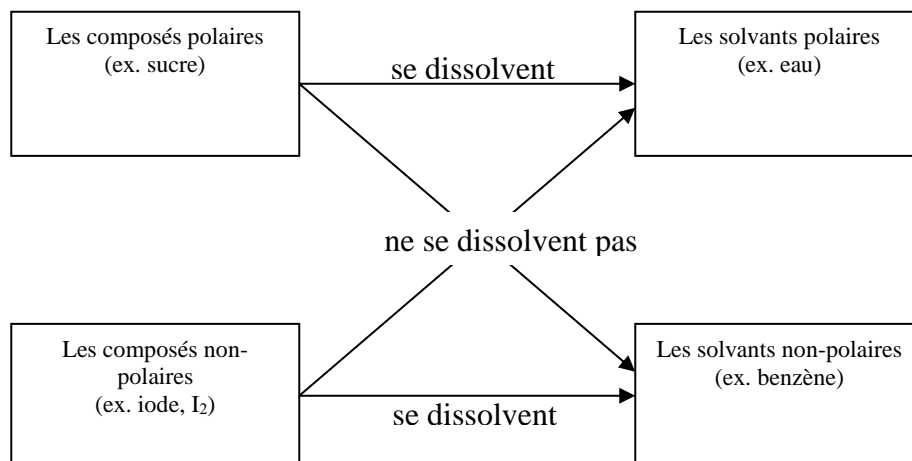 Les composés polaires
(ex. sucre)
se dissolvent
Les solvants polaires
(ex. eau)
ne se dissolvent pas
Les composés non-
polaires
(ex. iode, I₂)
se dissolvent
Les solvants non-polaires
(ex. benzène)